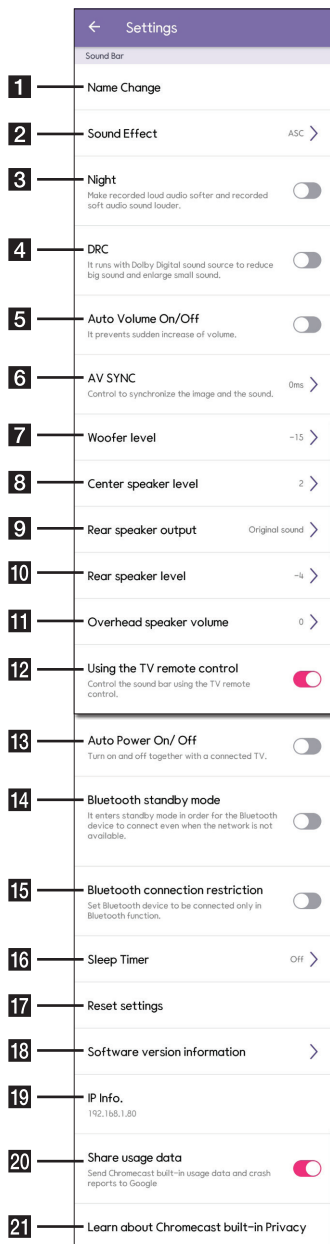 ← Settings
Sound Bar
1 Name Change
2 Sound Effect ASC >
3 Night
Make recorded loud audio softer and recorded
soft audio sound louder.
4 DRC
It runs with Dolby Digital sound source to reduce
big sound and enlarge small sound.
5 Auto Volume On/Off
It prevents sudden increase of volume.
6 AV SYNC 0ms >
Control to synchronize the image and the sound.
7 Woofer level -15 >
8 Center speaker level 2 >
9 Rear speaker output Original sound >
10 Rear speaker level -4 >
11 Overhead speaker volume 0 >
12 Using the TV remote control
Control the sound bar using the TV remote
control.
13 Auto Power On/ Off
Turn on and off together with a connected TV.
14 Bluetooth standby mode
It enters standby mode in order for the Bluetooth
device to connect even when the network is not
available.
15 Bluetooth connection restriction
Set Bluetooth device to be connected only in
Bluetooth function.
16 Sleep Timer Off >
17 Reset settings
18 Software version information >
19 IP Info.
192.168.1.80
20 Share usage data
Send Chromecast built-in usage data and crash
reports to Google
21 Learn about Chromecast built-in Privacy